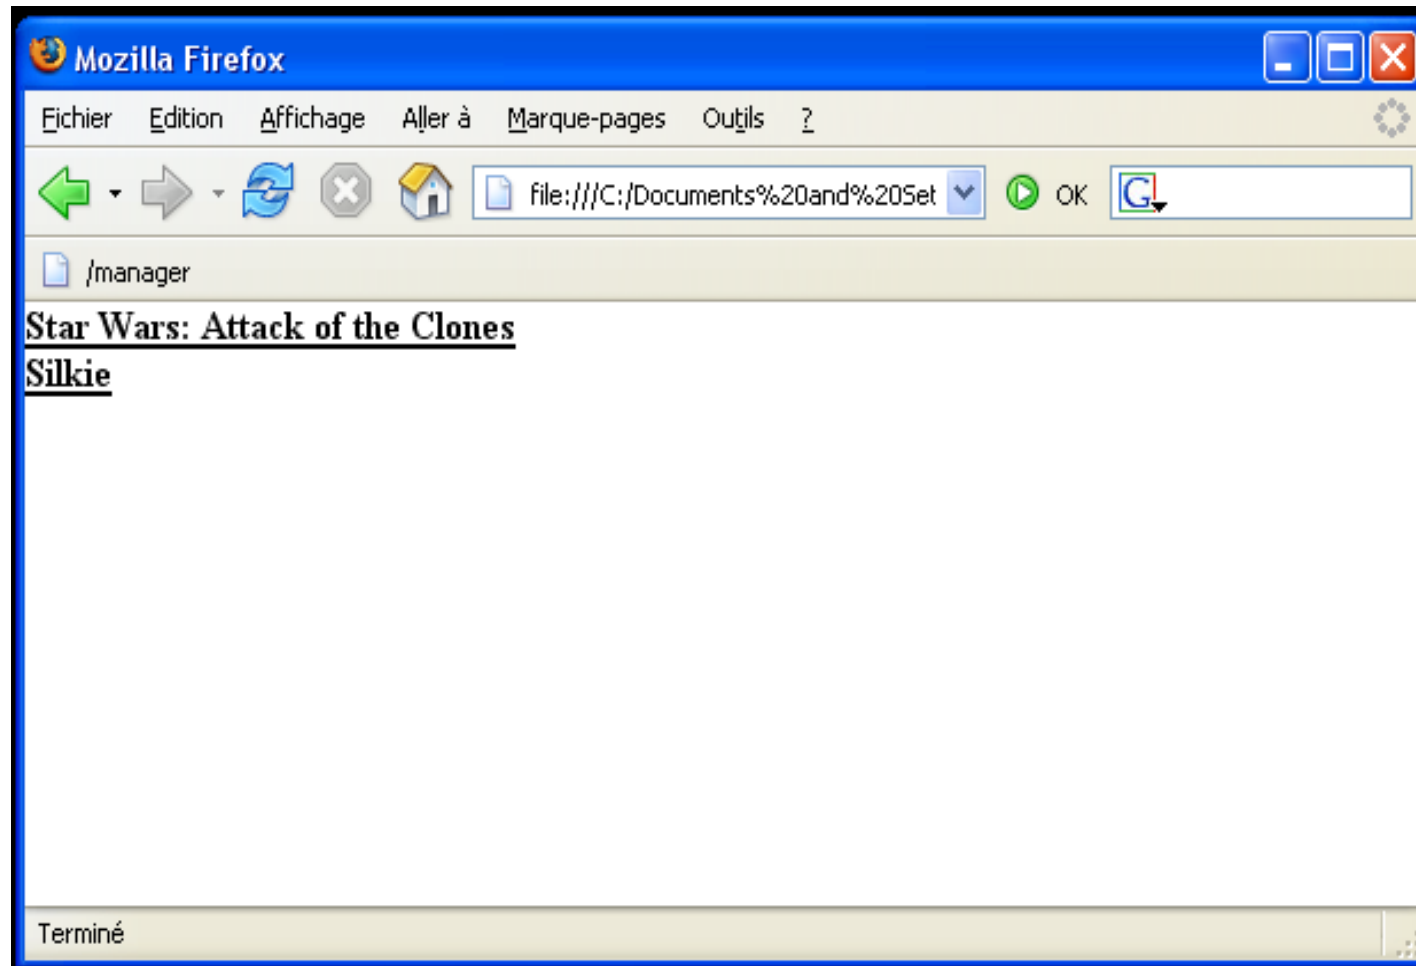 Mozilla Firefox
Fichier Edition Affichage Aller à Marque-pages Outils ?
file:///C:/Documents%20and%20Set OK G
/manager
Star Wars: Attack of the Clones
Silkie
Terminé